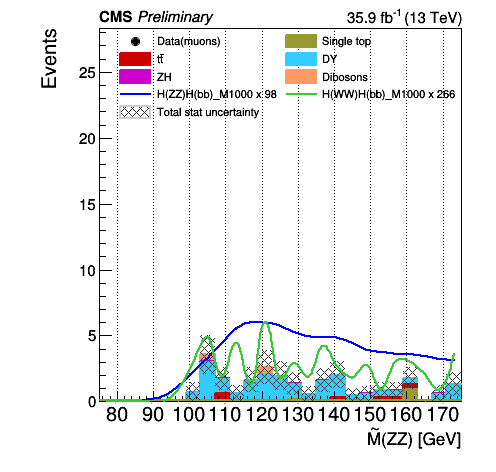 CMS Preliminary 35.9 fb⁻¹ (13 TeV)
Events
Data(muons) Single top
tt̄ DY
ZH Dibosons
H(ZZ)H(bb)_M1000 x 98 H(WW)H(bb)_M1000 x 266
Total stat uncertainty
25
20
15
10
5
0
80 90 100 110 120 130 140 150 160 170
M̃(ZZ) [GeV]